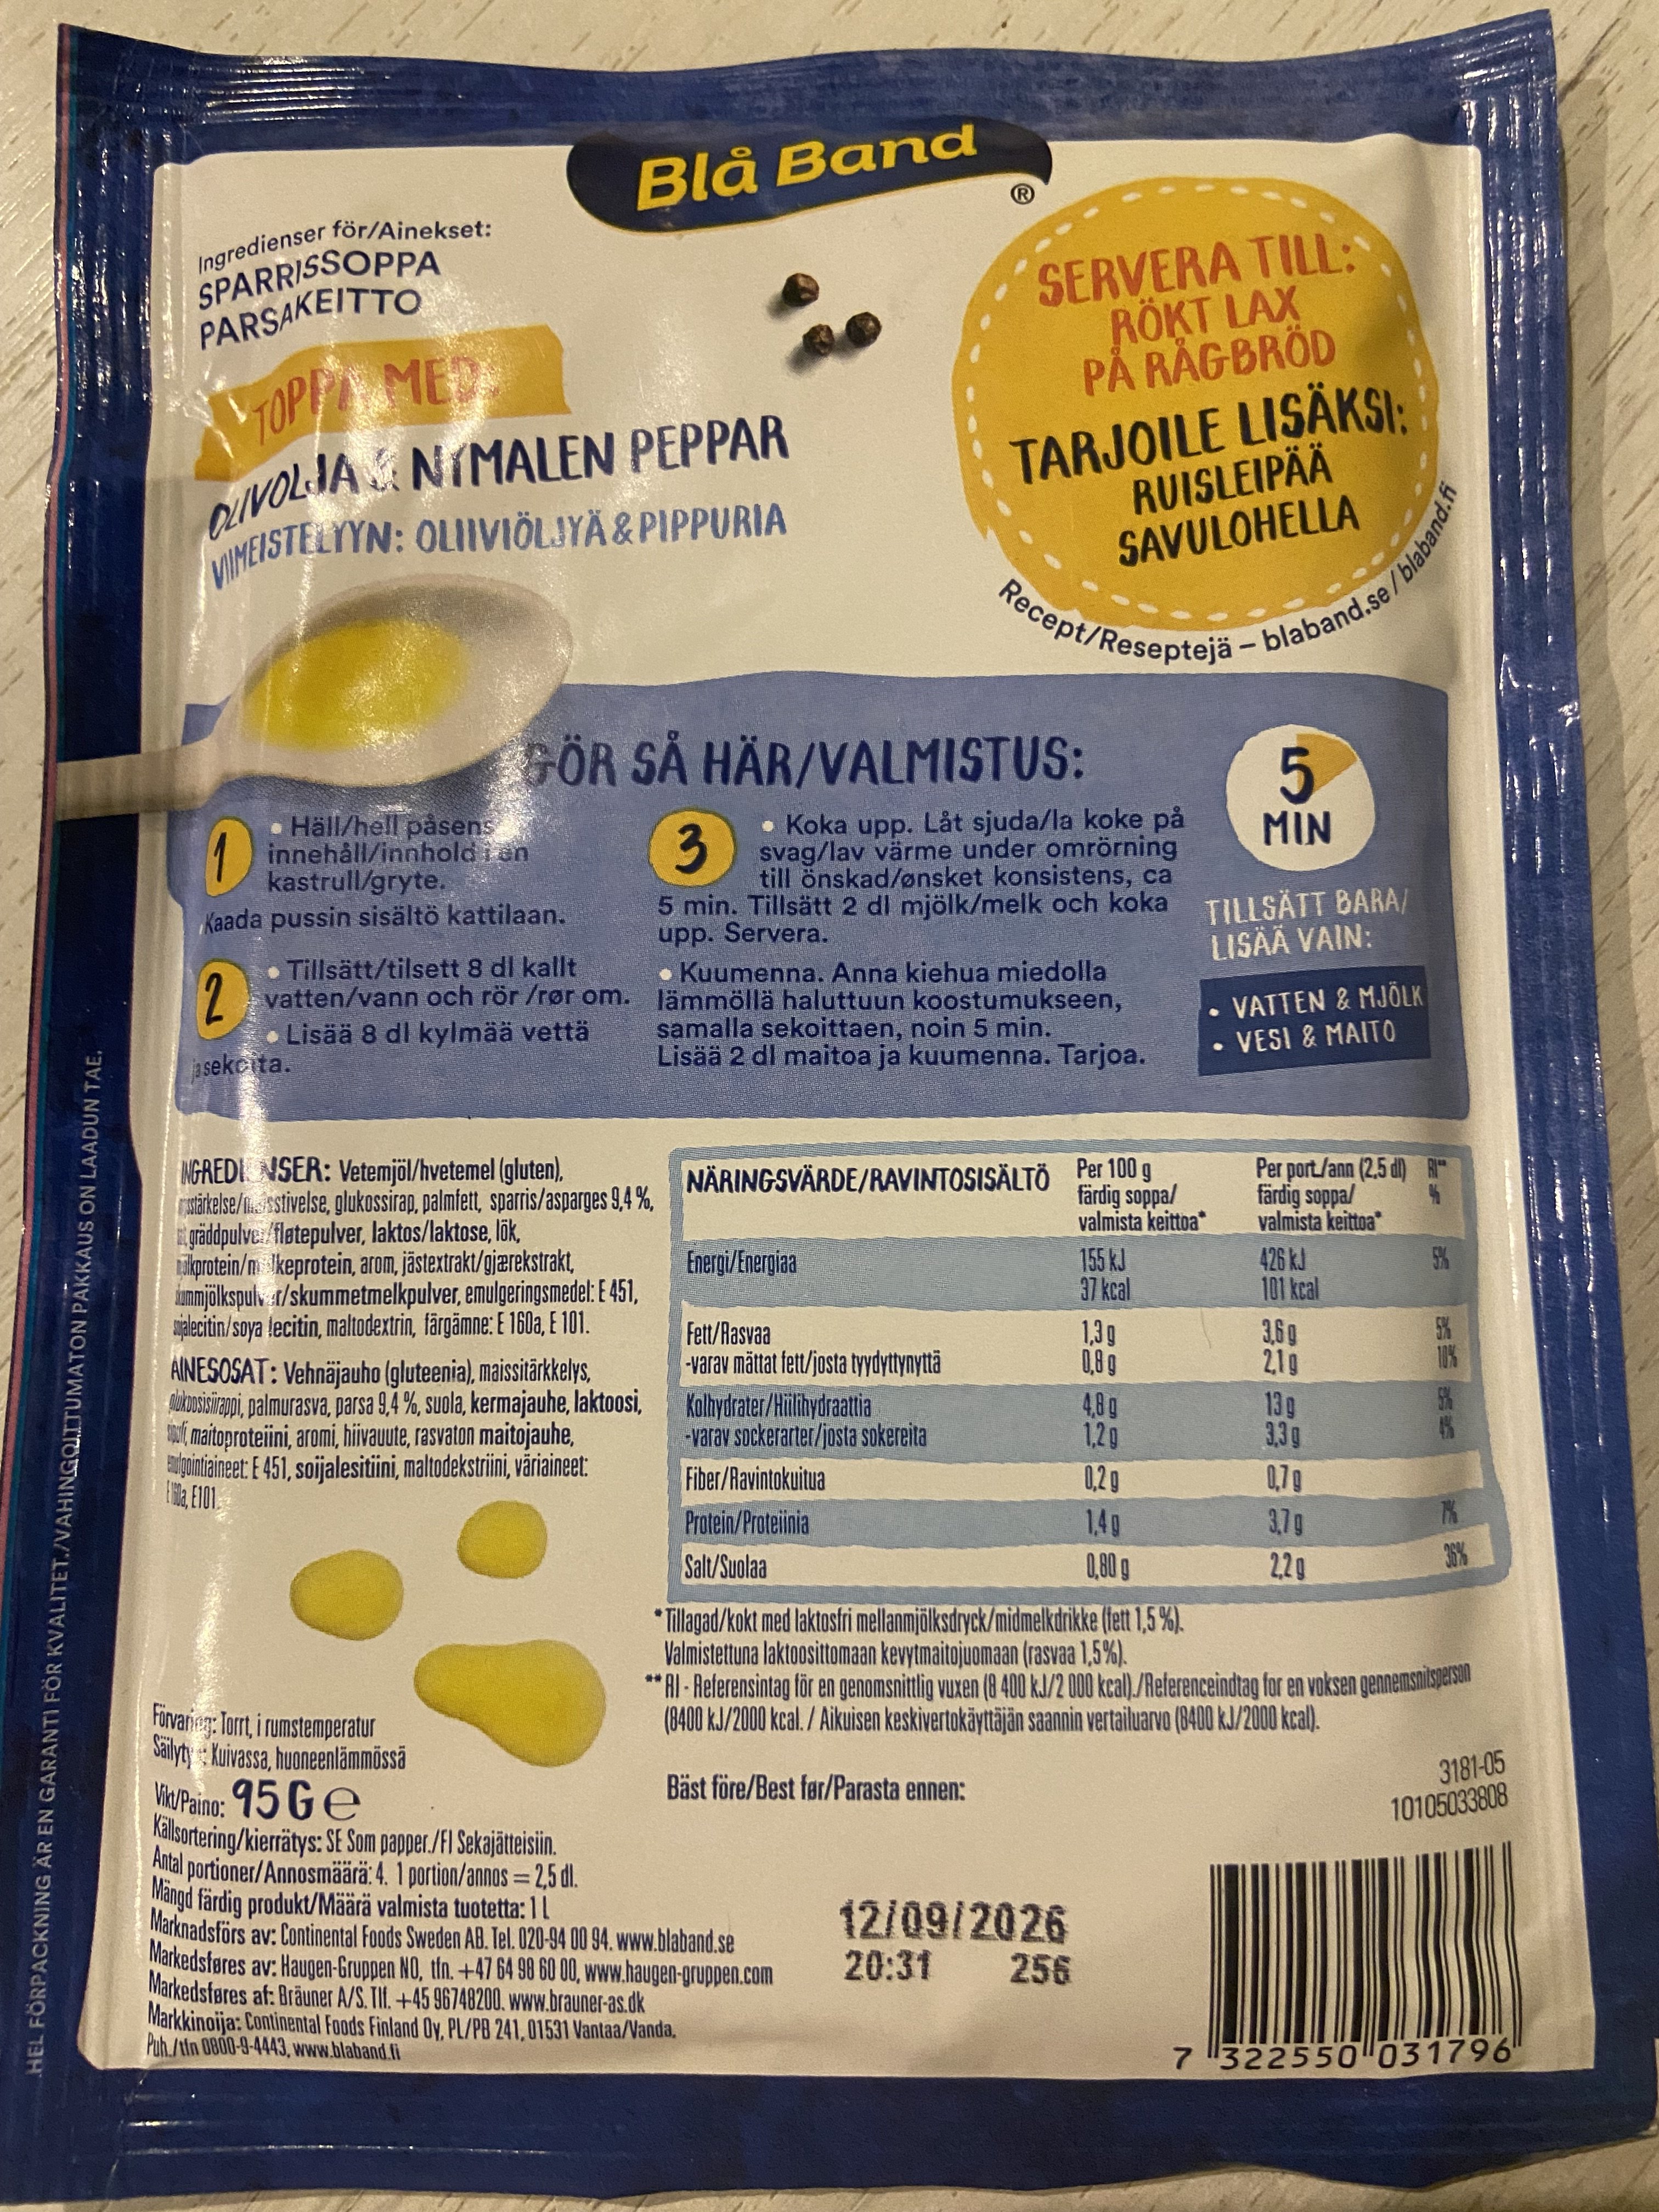 Blå Band
®
Ingredienser för/Ainekset:
SPARRISSOPPA
PARSAKEITTO
TOPPA MED:
OLIVOLJA & NYMALEN PEPPAR
VIIMEISTELYYN: OLIIVIÖLJYÄ & PIPPURIA
SERVERA TILL:
RÖKT LAX
PÅ RÅGBRÖD
TARJOILE LISÄKSI:
RUISLEIPÄÄ
SAVULOHELLA
Recept/Reseptejä – blaband.se / blaband.fi
GÖR SÅ HÄR/VALMISTUS:
1
• Häll/hell påsens
innehåll/innhold i en
kastrull/gryte.
Kaada pussin sisältö kattilaan.
2
• Tillsätt/tilsett 8 dl kallt
vatten/vann och rör /rør om.
• Lisää 8 dl kylmää vettä
ja sekoita.
3
• Koka upp. Låt sjuda/la koke på
svag/lav värme under omrörning
till önskad/ønsket konsistens, ca
5 min. Tillsätt 2 dl mjölk/melk och koka
upp. Servera.
• Kuumenna. Anna kiehua miedolla
lämmöllä haluttuun koostumukseen,
samalla sekoittaen, noin 5 min.
Lisää 2 dl maitoa ja kuumenna. Tarjoa.
5
MIN
TILLSÄTT BARA/
LISÄÄ VAIN:
• VATTEN & MJÖLK
• VESI & MAITO
INGREDIENSER: Vetemjöl/hvetemel (gluten),
glukossirap, palmfett, sparris/asparges 9,4 %,
gräddpulver/fløtepulver, laktos/laktose, lök,
mjölkprotein/melkeprotein, arom, jästextrakt/gjærekstrakt,
skummjölkspulver/skummetmelkpulver, emulgeringsmedel: E 451,
sojalecitin/soya lecitin, maltodextrin, färgämne: E 160a, E 101.
AINESOSAT: Vehnäjauho (gluteenia), maissitärkkelys,
glukoosisiirappi, palmurasva, parsa 9,4 %, suola, kermajauhe, laktoosi,
sipuli, maitoproteiini, aromi, hiivauute, rasvaton maitojauhe,
emulgointiaineet: E 451, soijalesitiini, maltodekstriini, väriaineet:
E 160a, E101.
NÄRINGSVÄRDE/RAVINTOSISÄLTÖ Per 100 g färdig soppa/ valmista keittoa* Per port./ann (2,5 dl) färdig soppa/ valmista keittoa* RI** %
Energi/Energiaa 155 kJ 426 kJ 5%
37 kcal 101 kcal
Fett/Rasvaa 1,3 g 3,6 g 5%
-varav mättat fett/josta tyydyttynyttä 0,8 g 2,1 g 10%
Kolhydrater/Hiilihydraattia 4,8 g 13 g 5%
-varav sockerarter/josta sokereita 1,2 g 3,3 g 4%
Fiber/Ravintokuitua 0,2 g 0,7 g
Protein/Proteiinia 1,4 g 3,7 g 7%
Salt/Suolaa 0,80 g 2,2 g 36%
*Tillagad/kokt med laktosfri mellanmjölksdryck/midmelkdrikke (fett 1,5 %).
Valmistettuna laktoosittomaan kevytmaitojuomaan (rasvaa 1,5%).
**RI - Referensintag för en genomsnittlig vuxen (8 400 kJ/2 000 kcal)./Referenceindtag for en voksen gennemsnitsperson
(8400 kJ/2000 kcal. / Aikuisen keskivertokäyttäjän saannin vertailuarvo (8400 kJ/2000 kcal).
Förvaring: Torrt, i rumstemperatur
Säilytys: Kuivassa, huoneenlämmössä
Vikt/Paino: 95 G e
Källsortering/kierrätys: SE Som papper./FI Sekajätteisiin.
Antal portioner/Annosmäärä: 4. 1 portion/annos = 2,5 dl.
Mängd färdig produkt/Määrä valmista tuotetta: 1 L
Marknadsförs av: Continental Foods Sweden AB. Tel. 020-94 00 94. www.blaband.se
Markedsføres av: Haugen-Gruppen NO, tfn. +47 64 98 60 00, www.haugen-gruppen.com
Markedsføres af: Bräuner A/S. Tlf. +45 96748200. www.brauner-as.dk
Markkinoija: Continental Foods Finland Oy, PL/PB 241, 01531 Vantaa/Vanda,
Puh./tfn 0800-9-4443, www.blaband.fi
Bäst före/Best før/Parasta ennen:
3181-05
10105033808
12/09/2026
20:31 256
7 322550 031796
HEL FÖRPACKNING ÄR EN GARANTI FÖR KVALITET./VAHINGOITTUMATON PAKKAUS ON LAADUN TAE.